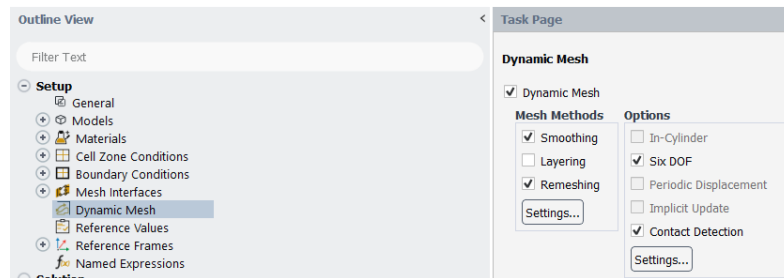 Outline View
Filter Text
Setup
General
Models
Materials
Cell Zone Conditions
Boundary Conditions
Mesh Interfaces
Dynamic Mesh
Reference Values
Reference Frames
Named Expressions
Solution
Task Page
Dynamic Mesh
Dynamic Mesh
Mesh Methods
Smoothing
Layering
Remeshing
Settings...
Options
In-Cylinder
Six DOF
Periodic Displacement
Implicit Update
Contact Detection
Settings...